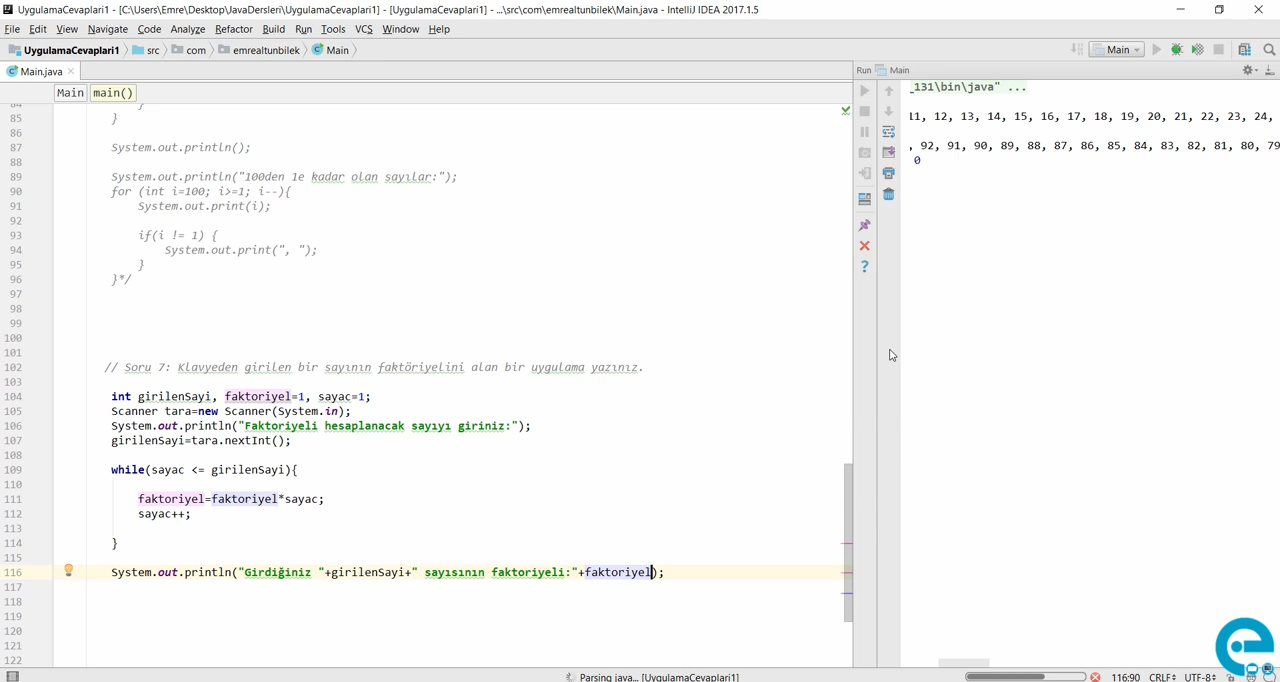 UygulamaCevaplari1 - [C:\Users\Emre\Desktop\JavaDersleri\UygulamaCevaplari1] - [UygulamaCevaplari1] - ...\src\com\emrealtunbilek\Main.java - IntelliJ IDEA 2017.1.5
File Edit View Navigate Code Analyze Refactor Build Run Tools VCS Window Help
UygulamaCevaplari1 src com emrealtunbilek Main Main
Main.java Run Main
Main main()
_131\bin\java" ...
11, 12, 13, 14, 15, 16, 17, 18, 19, 20, 21, 22, 23, 24,
, 92, 91, 90, 89, 88, 87, 86, 85, 84, 83, 82, 81, 80, 79
0
84 }
85 }
86
87 System.out.println();
88
89 System.out.println("100den 1e kadar olan sayılar:");
90 for (int i=100; i>=1; i--){
91 System.out.print(i);
92
93 if(i != 1) {
94 System.out.print(", ");
95 }
96 }*/
97
98
99
100
101
102 // Soru 7: Klavyeden girilen bir sayının faktöriyelini alan bir uygulama yazınız.
103
104 int girilenSayi, faktoriyel=1, sayac=1;
105 Scanner tara=new Scanner(System.in);
106 System.out.println("Faktoriyeli hesaplanacak sayıyı giriniz:");
107 girilenSayi=tara.nextInt();
108
109 while(sayac <= girilenSayi){
110
111 faktoriyel=faktoriyel*sayac;
112 sayac++;
113
114 }
115
116 System.out.println("Girdiğiniz "+girilenSayi+" sayısının faktoriyeli:"+faktoriyel);
117
118
119
120
121
122
Parsing java... [UygulamaCevaplari1] 116:90 CRLF UTF-8